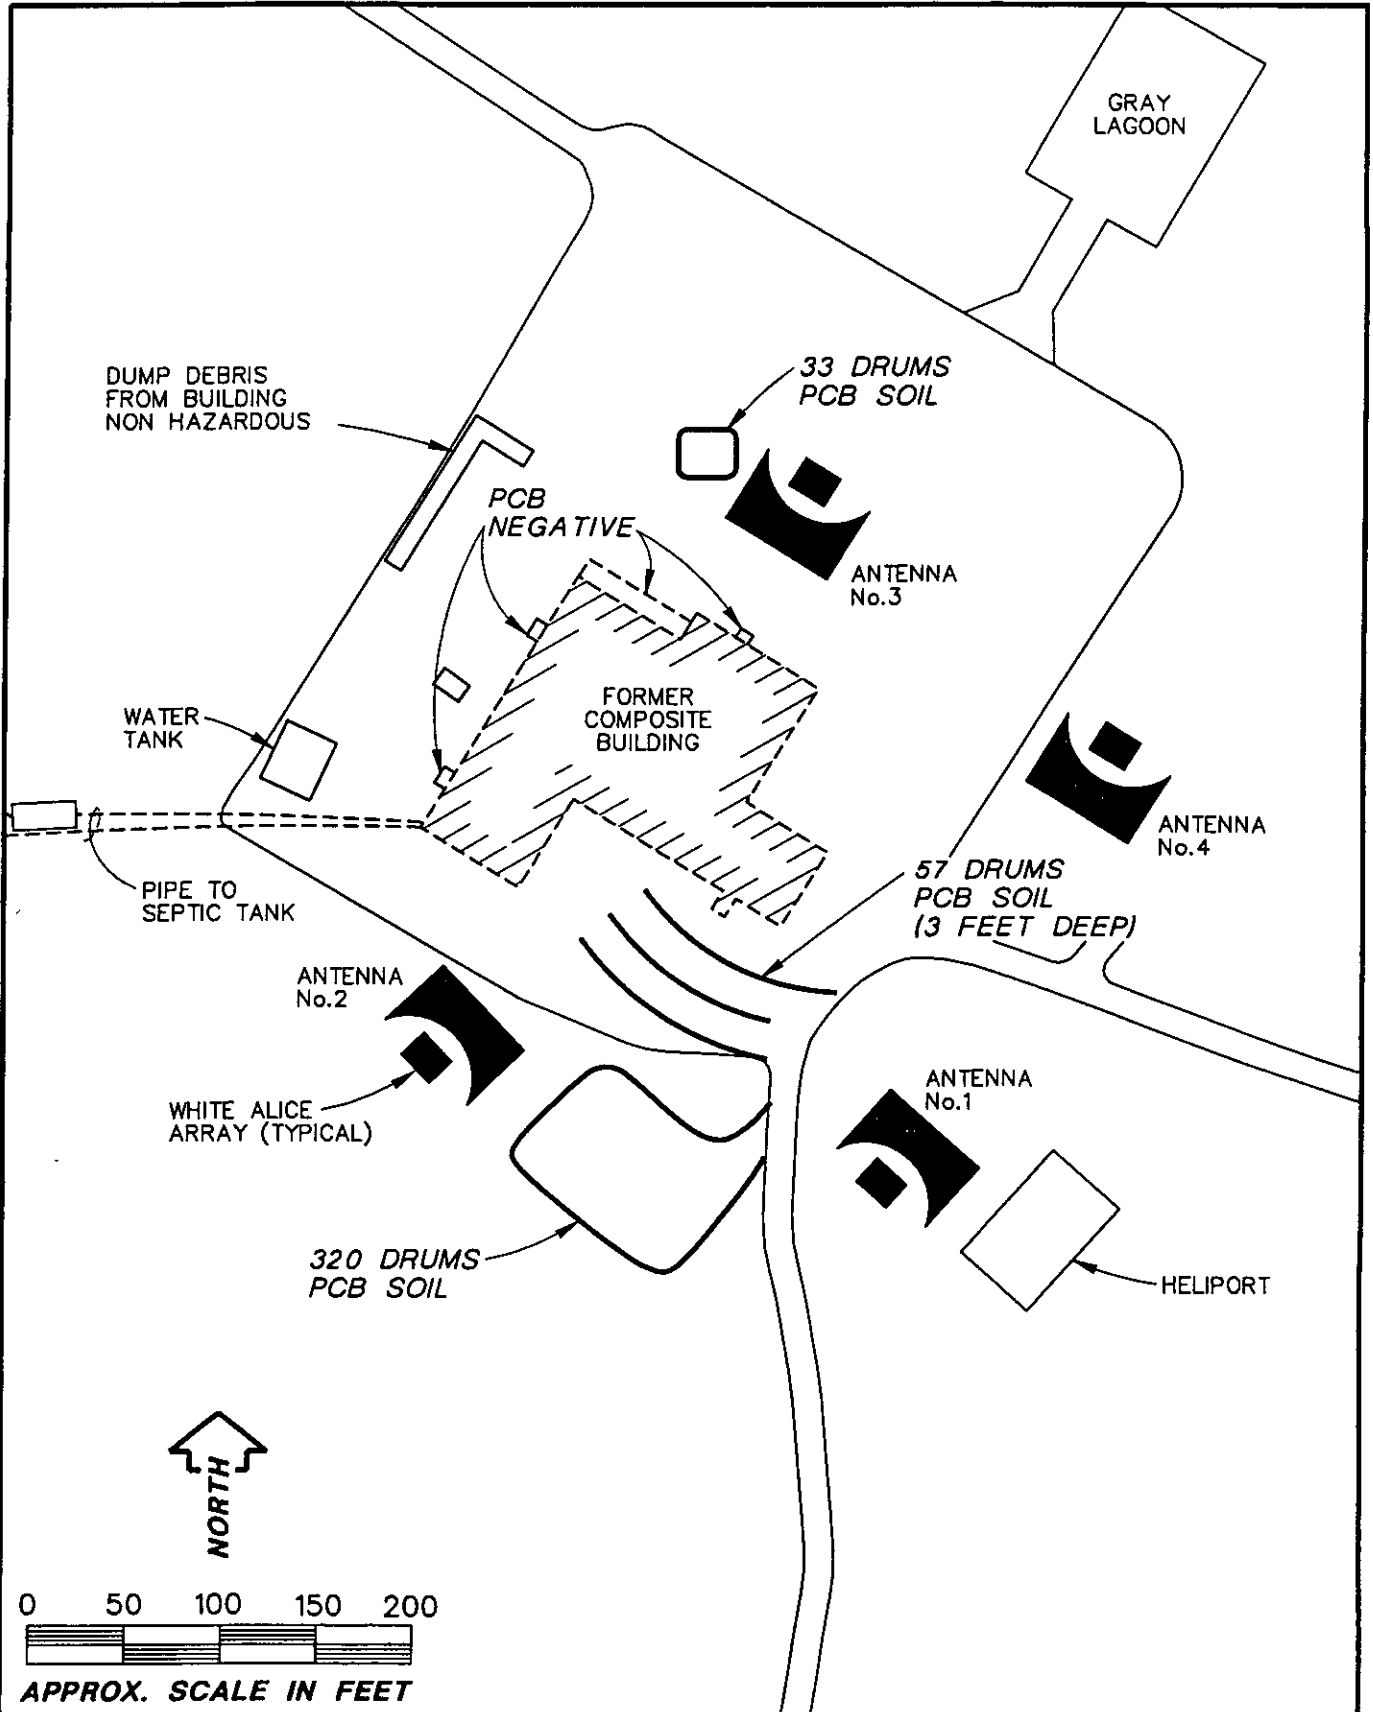 GRAY
LAGOON
33 DRUMS
PCB SOIL
DUMP DEBRIS
FROM BUILDING
NON HAZARDOUS
PCB
NEGATIVE
ANTENNA
No.3
FORMER
COMPOSITE
BUILDING
WATER
TANK
ANTENNA
No.4
57 DRUMS
PCB SOIL
(3 FEET DEEP)
PIPE TO
SEPTIC TANK
ANTENNA
No.2
ANTENNA
No.1
WHITE ALICE
ARRAY (TYPICAL)
320 DRUMS
PCB SOIL
HELIPORT
NORTH
0 50 100 150 200
APPROX. SCALE IN FEET